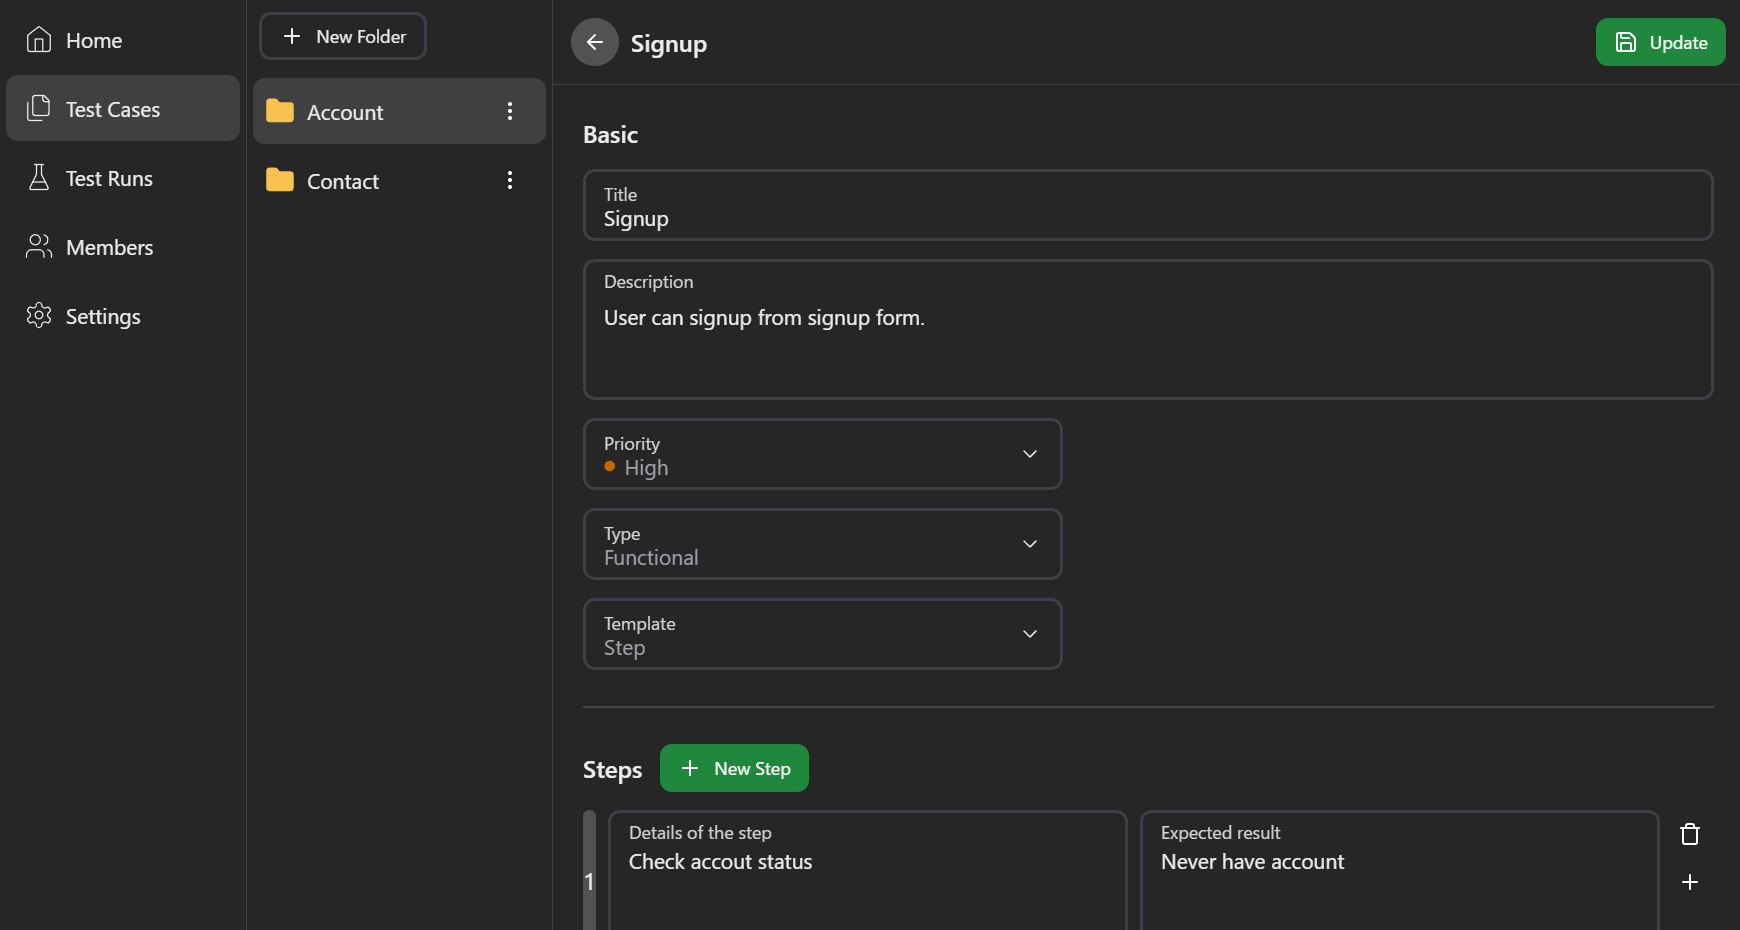 Home
Test Cases
Test Runs
Members
Settings
New Folder
Account
Contact
Signup
Update
Basic
Title
Signup
Description
User can signup from signup form.
Priority
High
Type
Functional
Template
Step
Steps
New Step
1
Details of the step
Check accout status
Expected result
Never have account